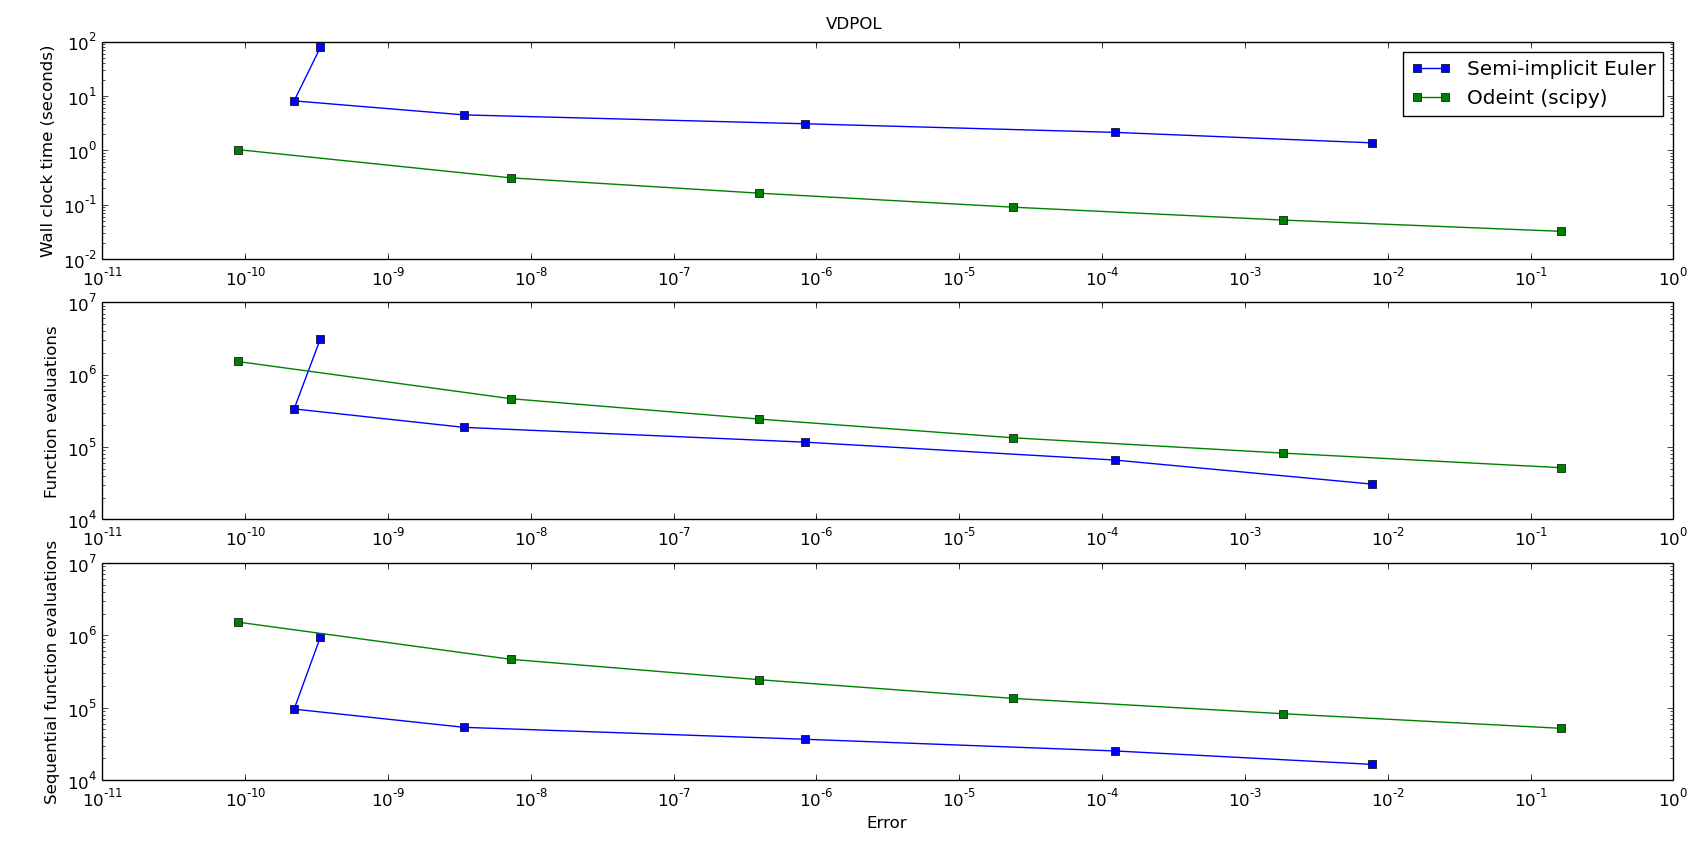 VDPOL
Wall clock time (seconds)
10^2
10^1
10^0
10^-1
10^-2
Semi-implicit Euler
Odeint (scipy)
10^-11 10^-10 10^-9 10^-8 10^-7 10^-6 10^-5 10^-4 10^-3 10^-2 10^-1 10^0
Function evaluations
10^7
10^6
10^5
10^4
10^-11 10^-10 10^-9 10^-8 10^-7 10^-6 10^-5 10^-4 10^-3 10^-2 10^-1 10^0
Sequential function evaluations
10^7
10^6
10^5
10^4
10^-11 10^-10 10^-9 10^-8 10^-7 10^-6 10^-5 10^-4 10^-3 10^-2 10^-1 10^0
Error